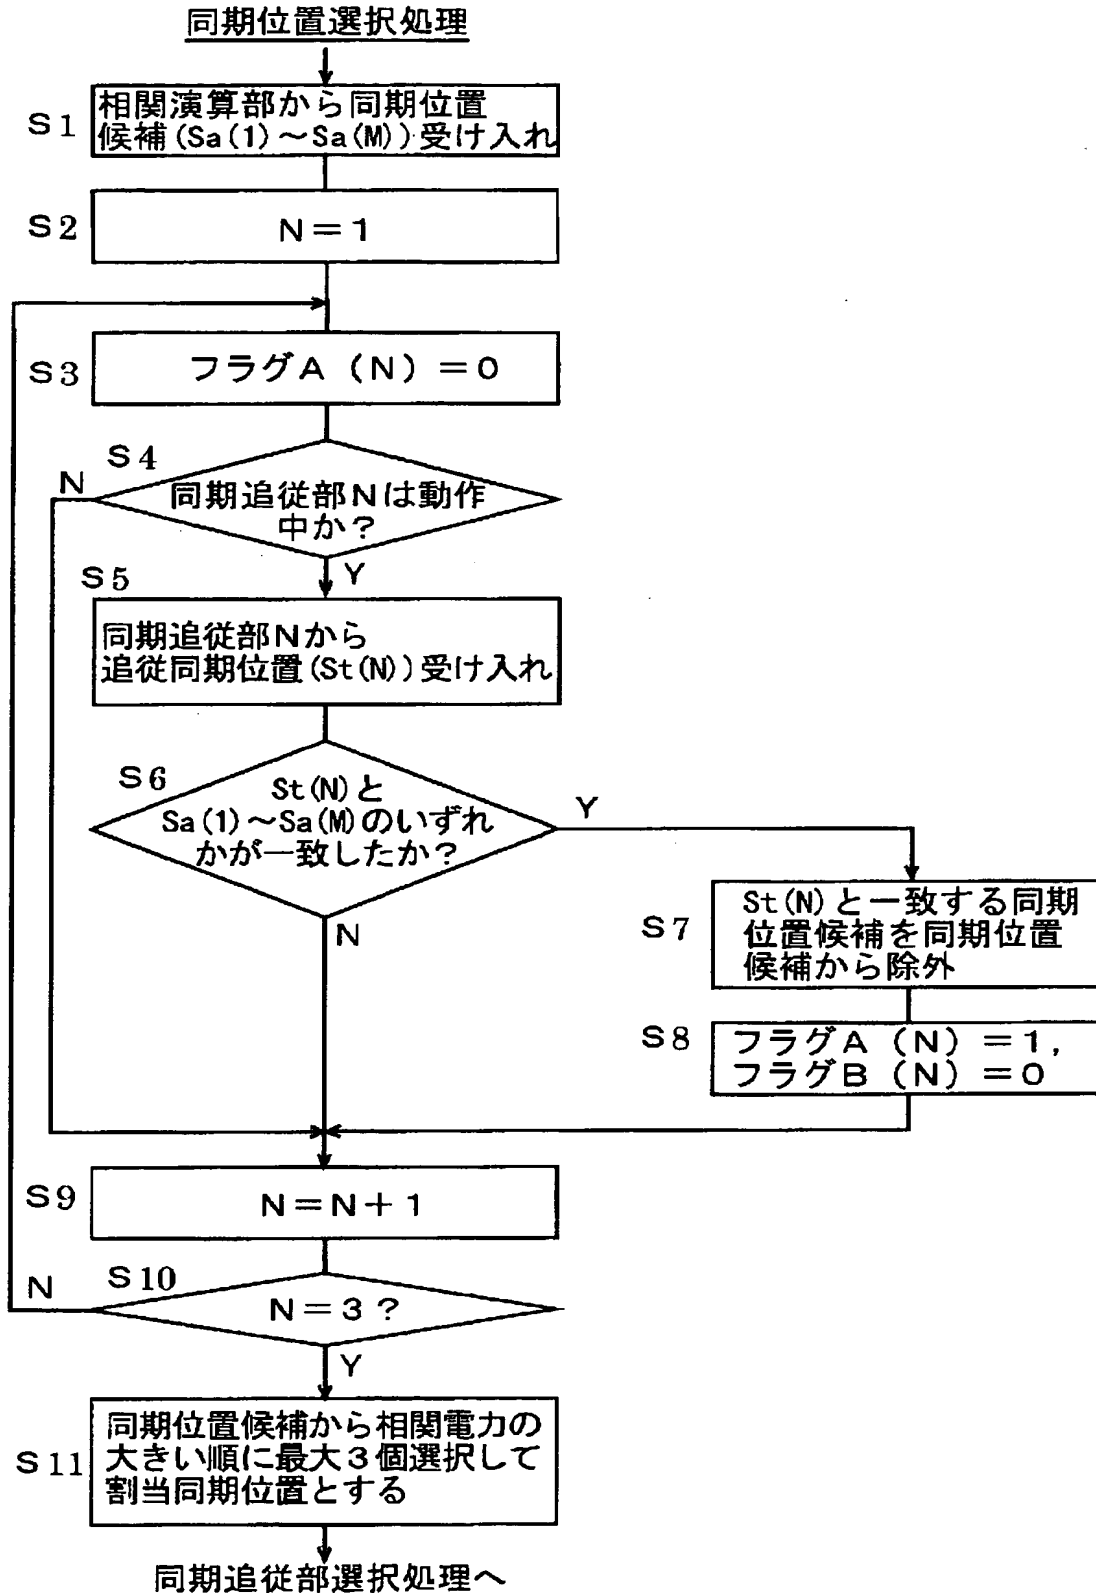 同期位置選択処理
S1
相関演算部から同期位置
候補(Sa(1)～Sa(M))受け入れ
S2
N=1
S3
フラグA (N) =0
S4
N
同期追従部Nは動作
中か?
Y
S5
同期追従部Nから
追従同期位置(St(N))受け入れ
S6
St(N)と
Sa(1)～Sa(M)のいずれ
かが一致したか?
Y
N
S7
St(N)と一致する同期
位置候補を同期位置
候補から除外
S8
フラグA (N) =1,
フラグB (N) =0
S9
N=N+1
S10
N
N=3?
Y
S11
同期位置候補から相関電力の
大きい順に最大3個選択して
割当同期位置とする
同期追従部選択処理へ